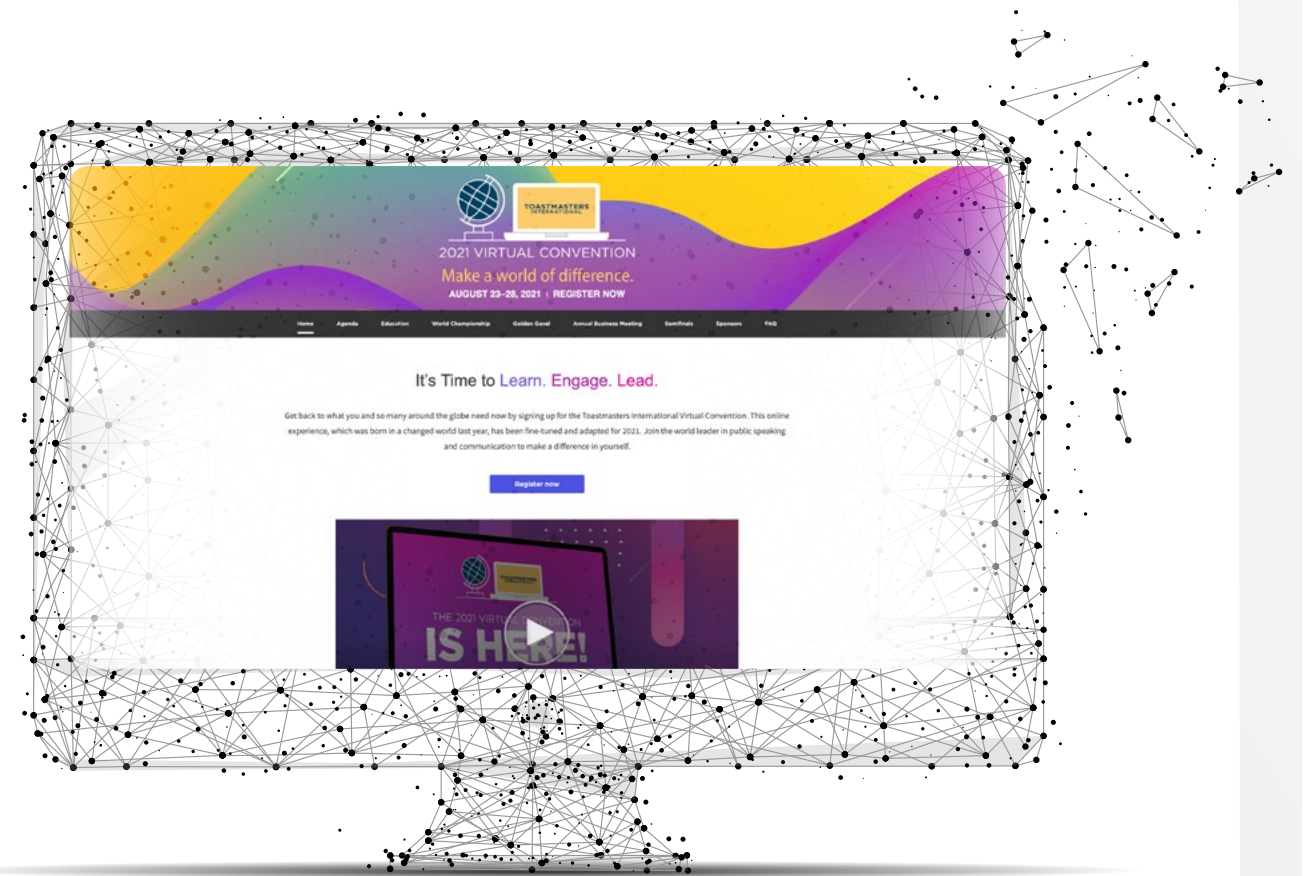 TOASTMASTERS
INTERNATIONAL
2021 VIRTUAL CONVENTION
Make a world of difference.
AUGUST 23–28, 2021 | REGISTER NOW
Home Agenda Education World Championship Golden Gavel Annual Business Meeting Semifinals Sponsors FAQ
It's Time to Learn. Engage. Lead.
Get back to what you and so many around the globe need now by signing up for the Toastmasters International Virtual Convention. This online
experience, which was born in a changed world last year, has been fine-tuned and adapted for 2021. Join the world leader in public speaking
and communication to make a difference in yourself.
Register now
TOASTMASTERS
THE 2021 VIRTUAL CONVENTION
IS HERE!